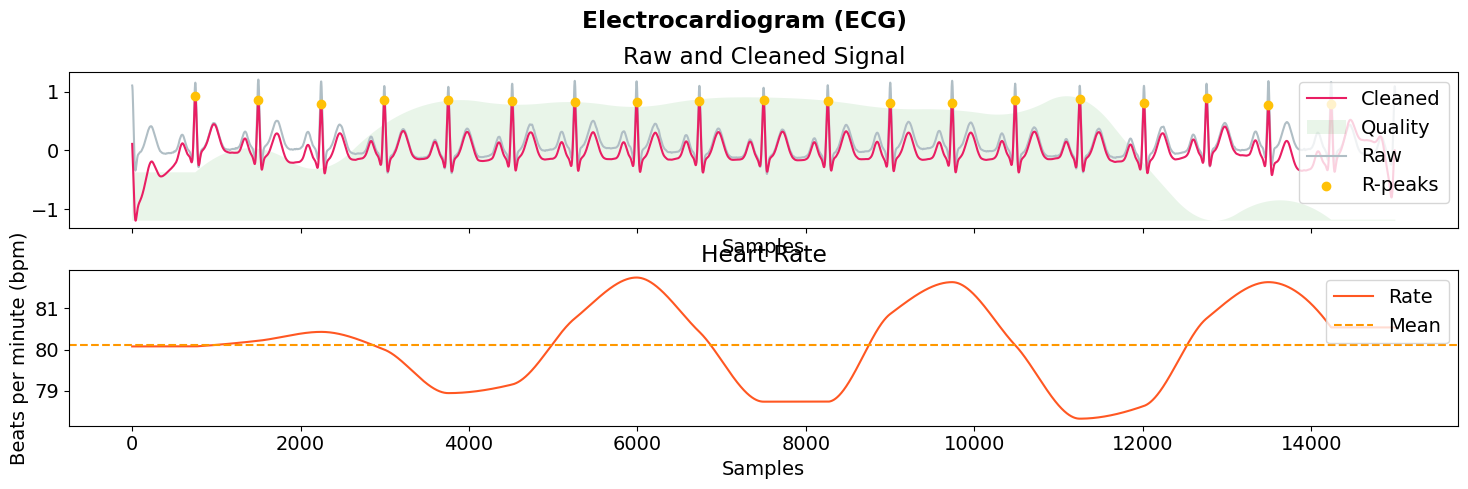 Electrocardiogram (ECG)
Raw and Cleaned Signal
1
0
−1
Cleaned
Quality
Raw
R-peaks
Samples
Heart Rate
Beats per minute (bpm)
81
80
79
Rate
Mean
0 2000 4000 6000 8000 10000 12000 14000
Samples